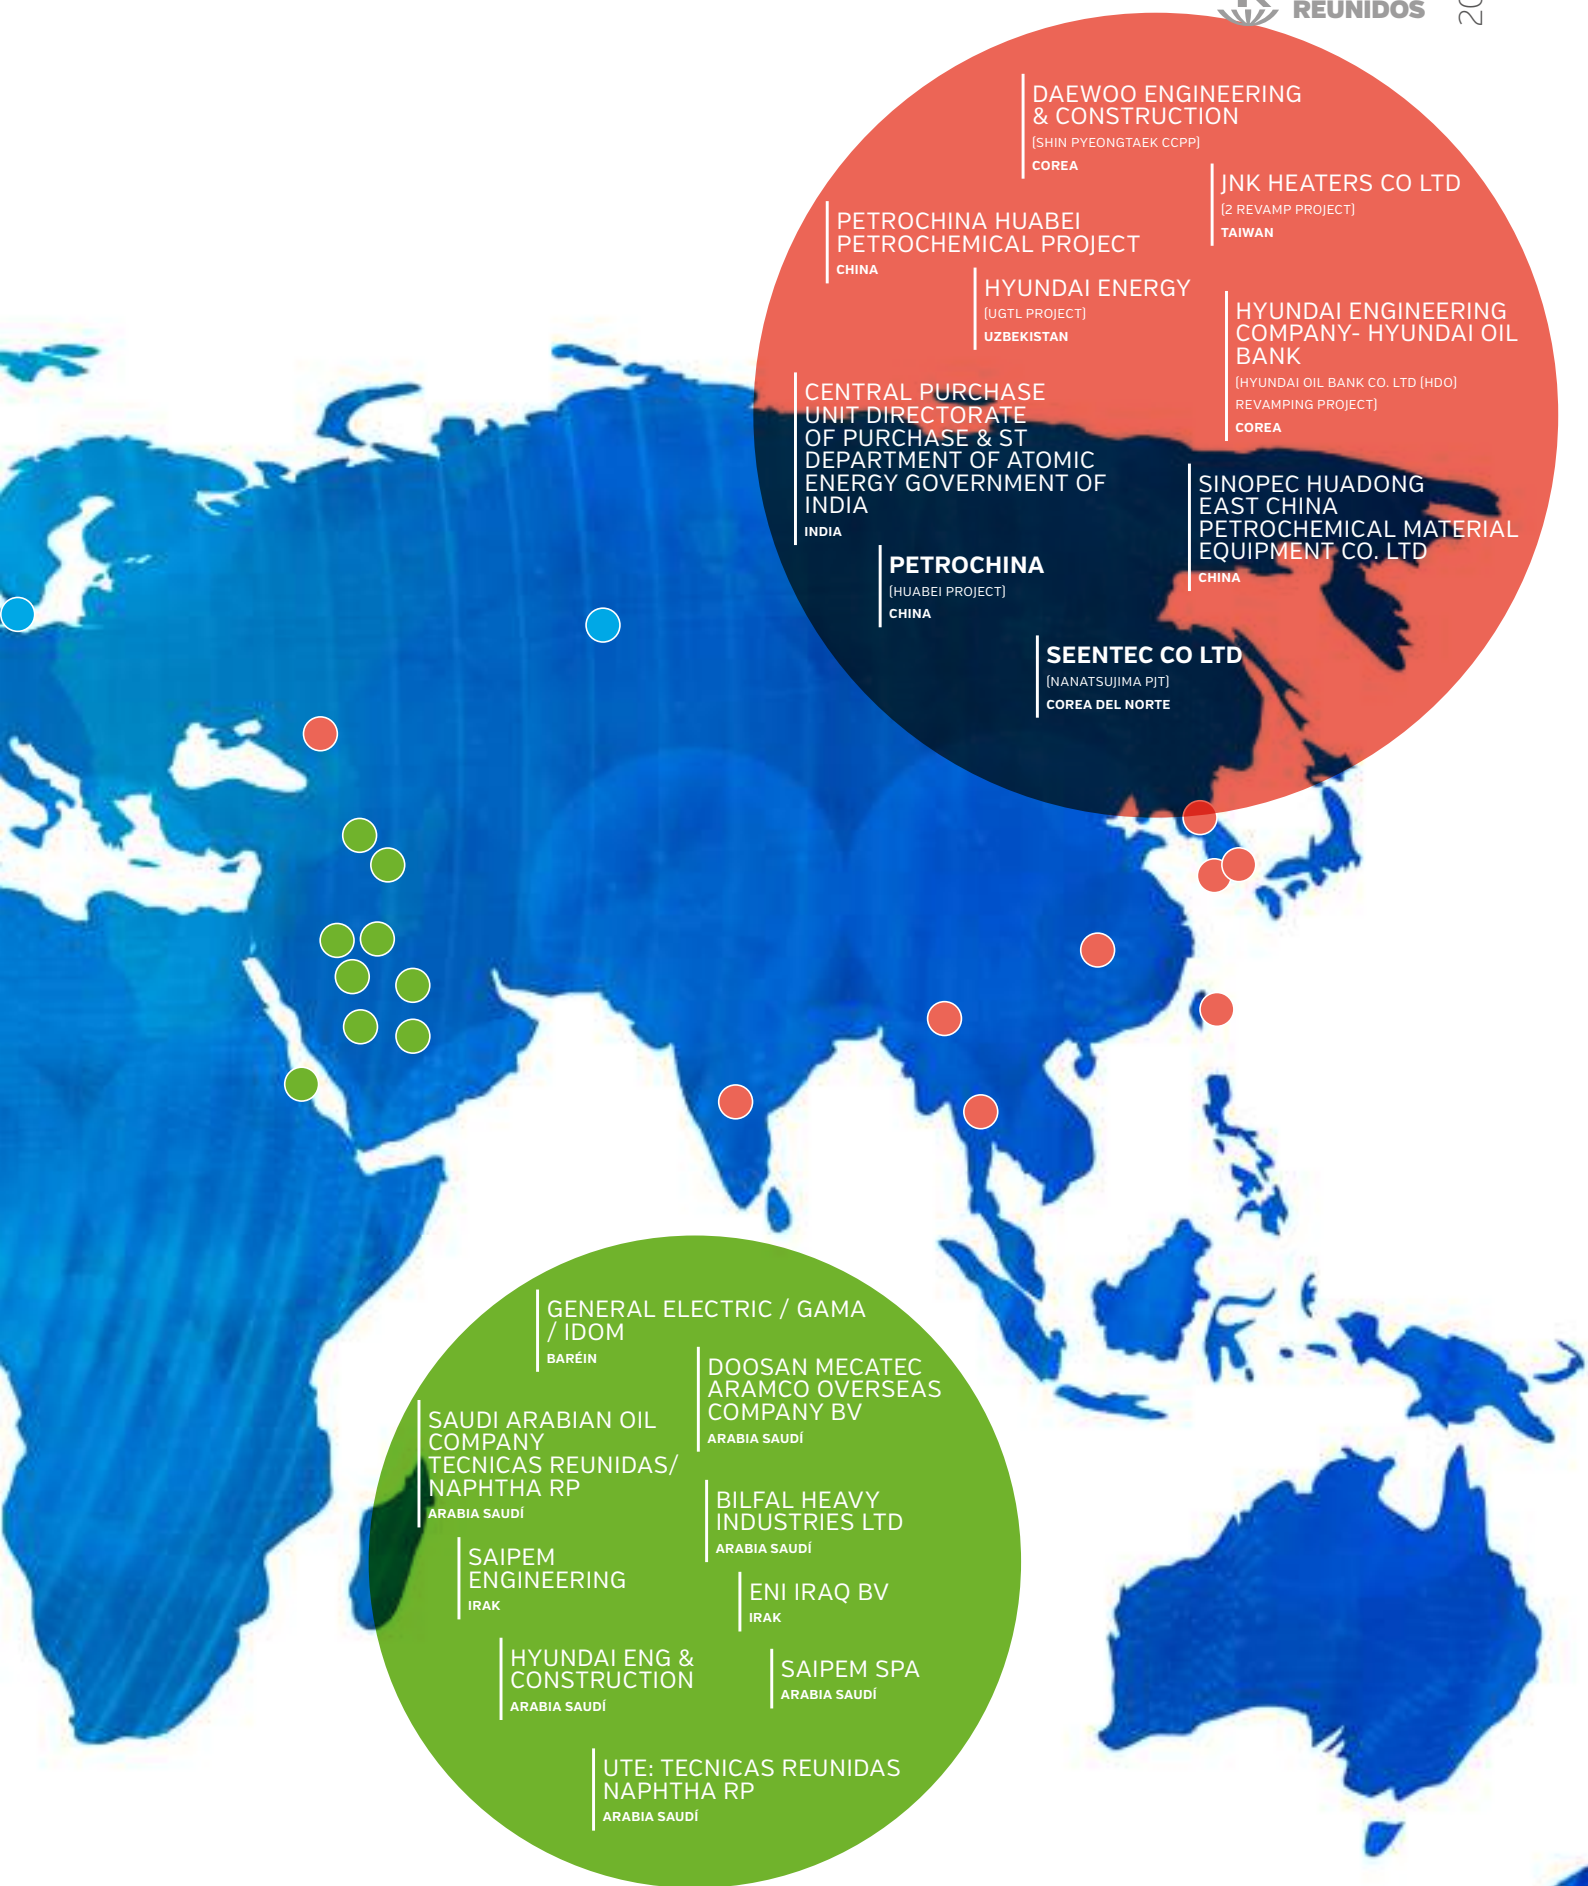 REUNIDOS
20
DAEWOO ENGINEERING
& CONSTRUCTION
(SHIN PYEONGTAEK CCPP)
COREA
JNK HEATERS CO LTD
(2 REVAMP PROJECT)
TAIWAN
PETROCHINA HUABEI
PETROCHEMICAL PROJECT
CHINA
HYUNDAI ENERGY
(UGTL PROJECT)
UZBEKISTAN
HYUNDAI ENGINEERING
COMPANY- HYUNDAI OIL
BANK
(HYUNDAI OIL BANK CO. LTD (HDO)
REVAMPING PROJECT)
COREA
CENTRAL PURCHASE
UNIT DIRECTORATE
OF PURCHASE & ST
DEPARTMENT OF ATOMIC
ENERGY GOVERNMENT OF
INDIA
INDIA
SINOPEC HUADONG
EAST CHINA
PETROCHEMICAL MATERIAL
EQUIPMENT CO. LTD
CHINA
PETROCHINA
(HUABEI PROJECT)
CHINA
SEENTEC CO LTD
(NANATSUJIMA PJT)
COREA DEL NORTE
GENERAL ELECTRIC / GAMA
/ IDOM
BARÉIN
DOOSAN MECATEC
ARAMCO OVERSEAS
COMPANY BV
ARABIA SAUDÍ
SAUDI ARABIAN OIL
COMPANY
TECNICAS REUNIDAS/
NAPHTHA RP
ARABIA SAUDÍ
BILFAL HEAVY
INDUSTRIES LTD
ARABIA SAUDÍ
SAIPEM
ENGINEERING
IRAK
ENI IRAQ BV
IRAK
HYUNDAI ENG &
CONSTRUCTION
ARABIA SAUDÍ
SAIPEM SPA
ARABIA SAUDÍ
UTE: TECNICAS REUNIDAS
NAPHTHA RP
ARABIA SAUDÍ